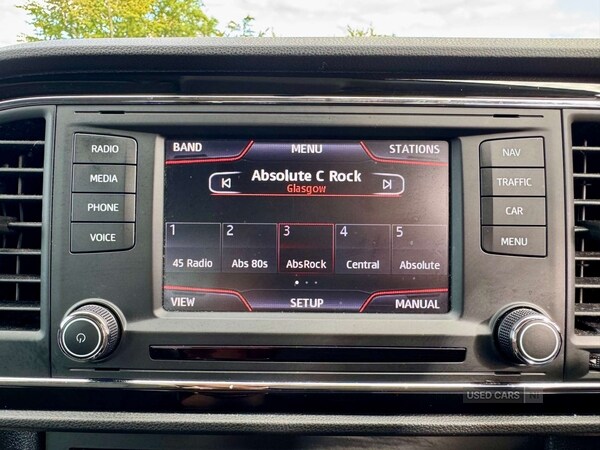 RADIO
MEDIA
PHONE
VOICE
BAND MENU STATIONS
Absolute C Rock
Glasgow
1 2 3 4 5
45 Radio Abs 80s AbsRock Central Absolute
VIEW SETUP MANUAL
NAV
TRAFFIC
CAR
MENU
USED CARS NI